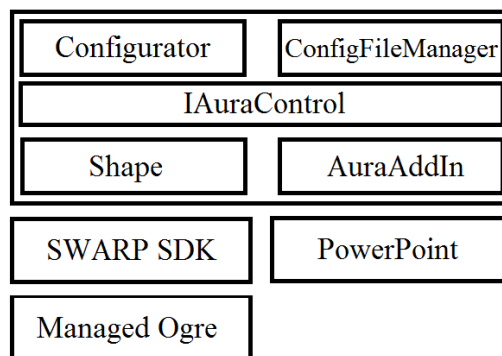 Configurator
ConfigFileManager
IAuraControl
Shape
AuraAddIn
SWARP SDK
PowerPoint
Managed Ogre